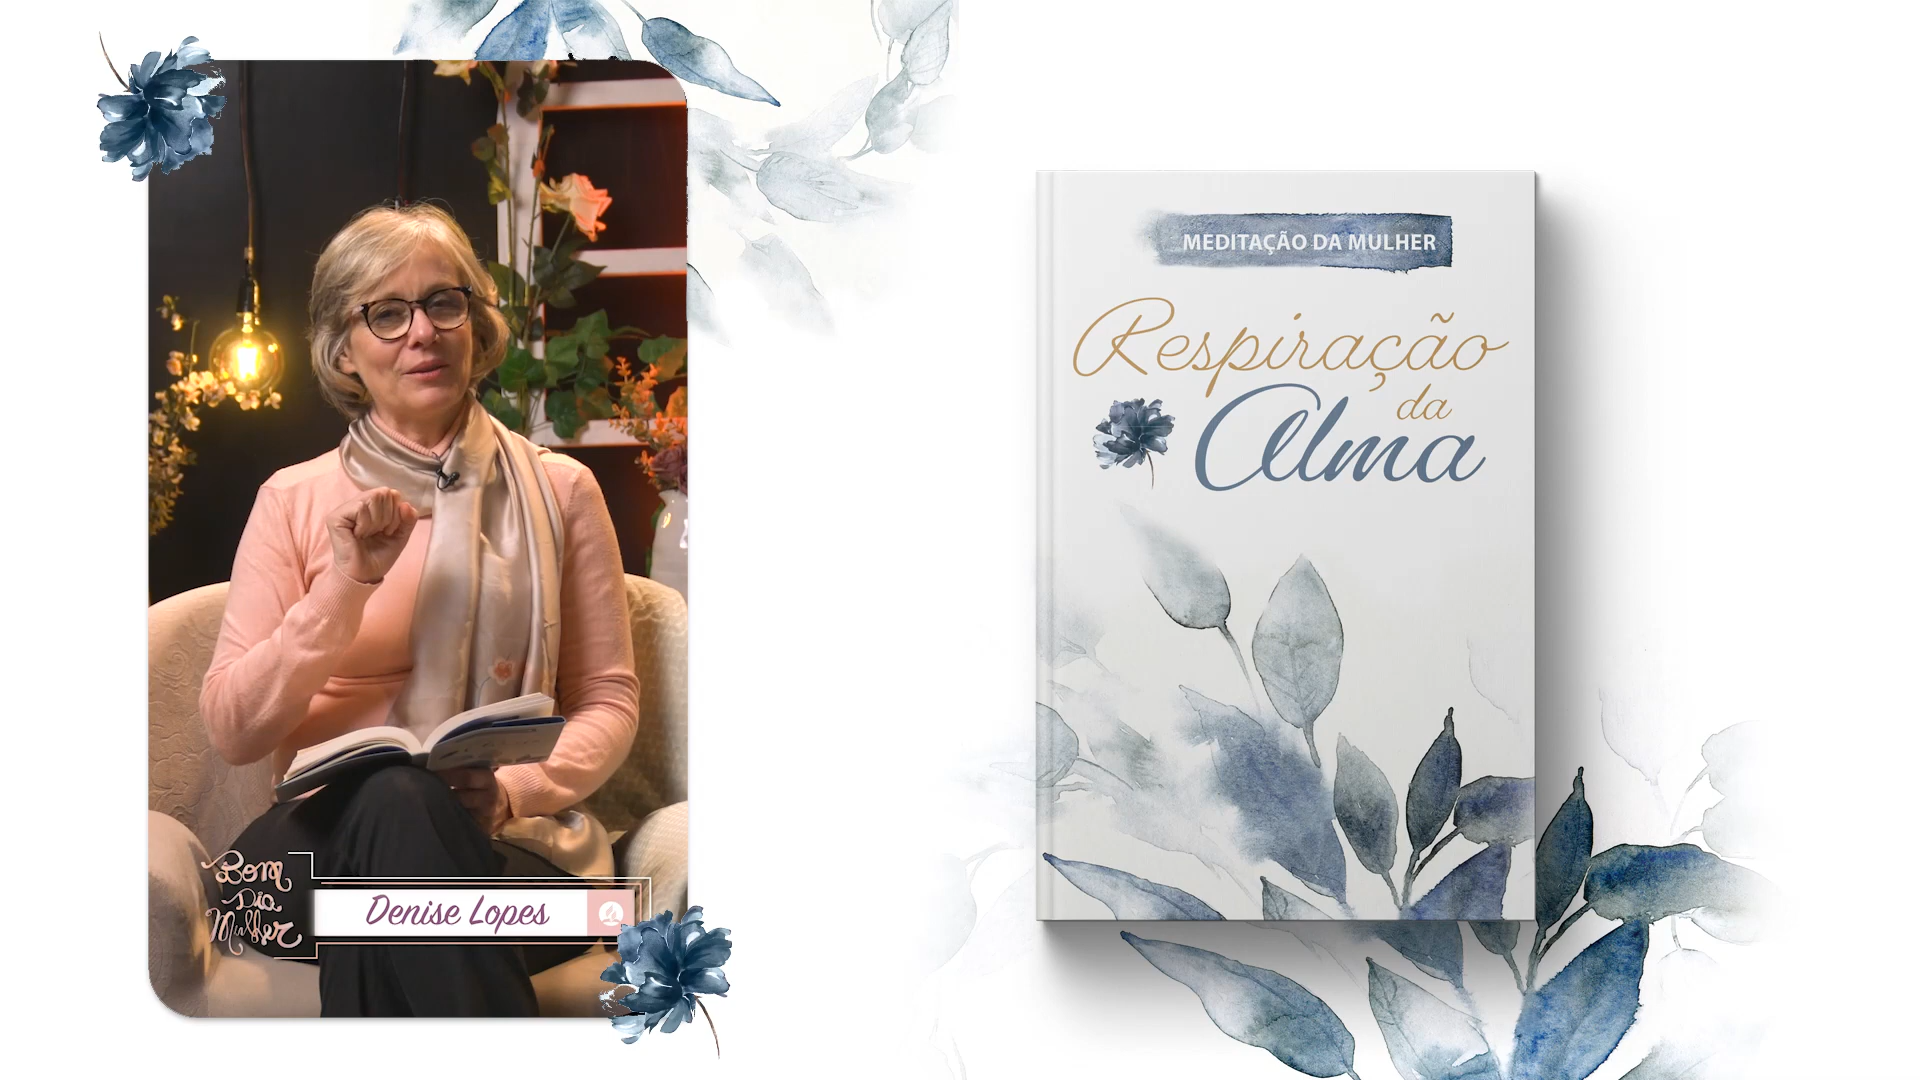 Bom
Dia
Mulher
Denise Lopes
MEDITAÇÃO DA MULHER
Respiração
da
Alma